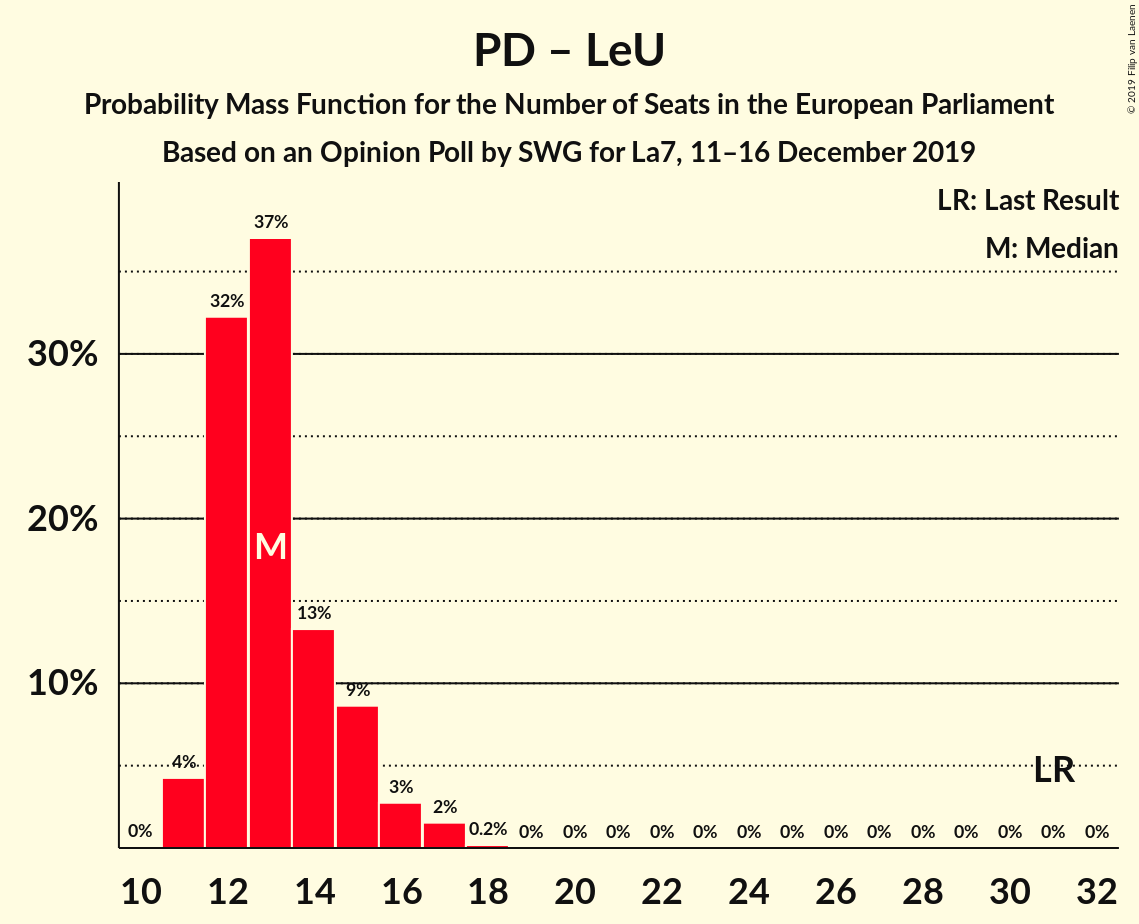 PD – LeU
Probability Mass Function for the Number of Seats in the European Parliament
Based on an Opinion Poll by SWG for La7, 11–16 December 2019
© 2019 Filip van Laenen
LR: Last Result
M: Median
37%
32%
30%
M
20%
13%
10%
9%
4%
LR
3%
2%
0%
0.2%
0% 0% 0% 0% 0% 0% 0% 0% 0% 0% 0% 0% 0% 0%
10 12 14 16 18 20 22 24 26 28 30 32